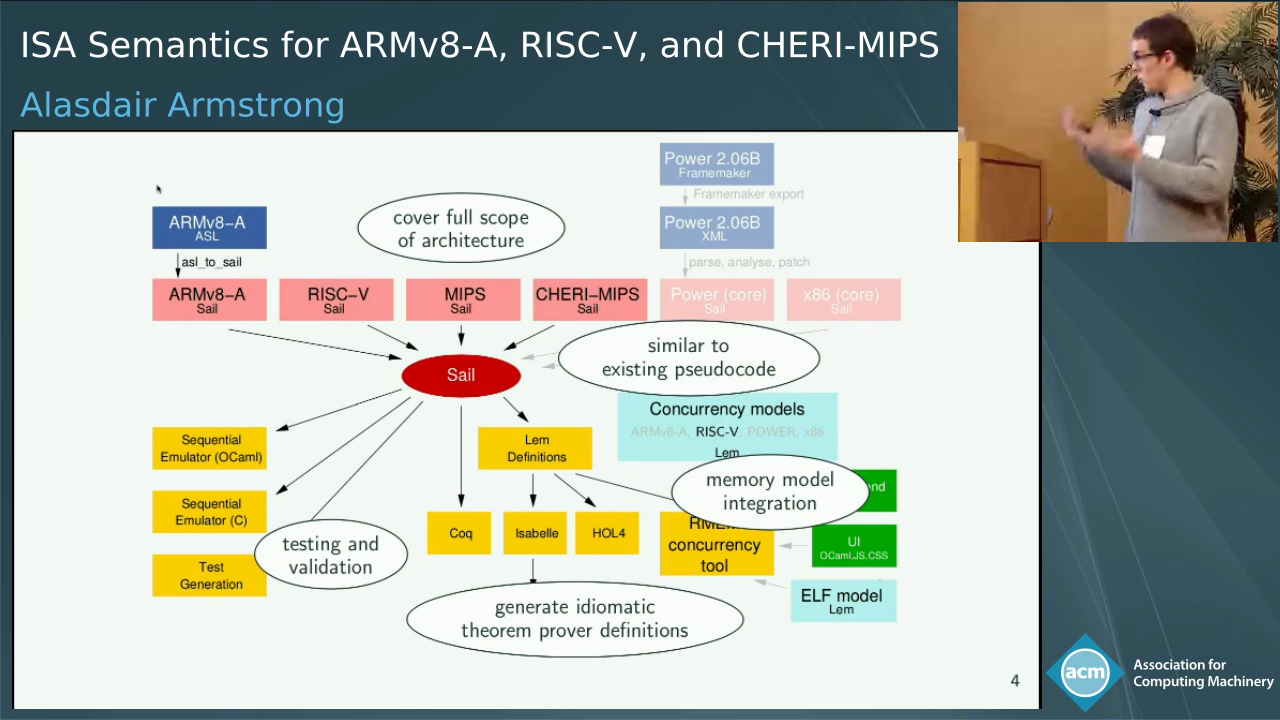 ISA Semantics for ARMv8-A, RISC-V, and CHERI-MIPS
Alasdair Armstrong
Power 2.06B
Framemaker
Framemaker export
ARMv8−A
ASL
cover full scope
of architecture
Power 2.06B
XML
asl_to_sail
parse, analyse, patch
ARMv8−A
Sail
RISC−V
Sail
MIPS
Sail
CHERI−MIPS
Sail
Power (core)
Sail
x86 (core)
Sail
similar to
existing pseudocode
Sail
Concurrency models
ARMv8-A, RISC-V, POWER, x86
Lem
Sequential
Emulator (OCaml)
Lem
Definitions
memory model
integration
Sequential
Emulator (C)
Coq
Isabelle
HOL4
concurrency
tool
UI
OCaml,JS,CSS
testing and
validation
Test
Generation
ELF model
Lem
generate idiomatic
theorem prover definitions
4
acm
Association for
Computing Machinery